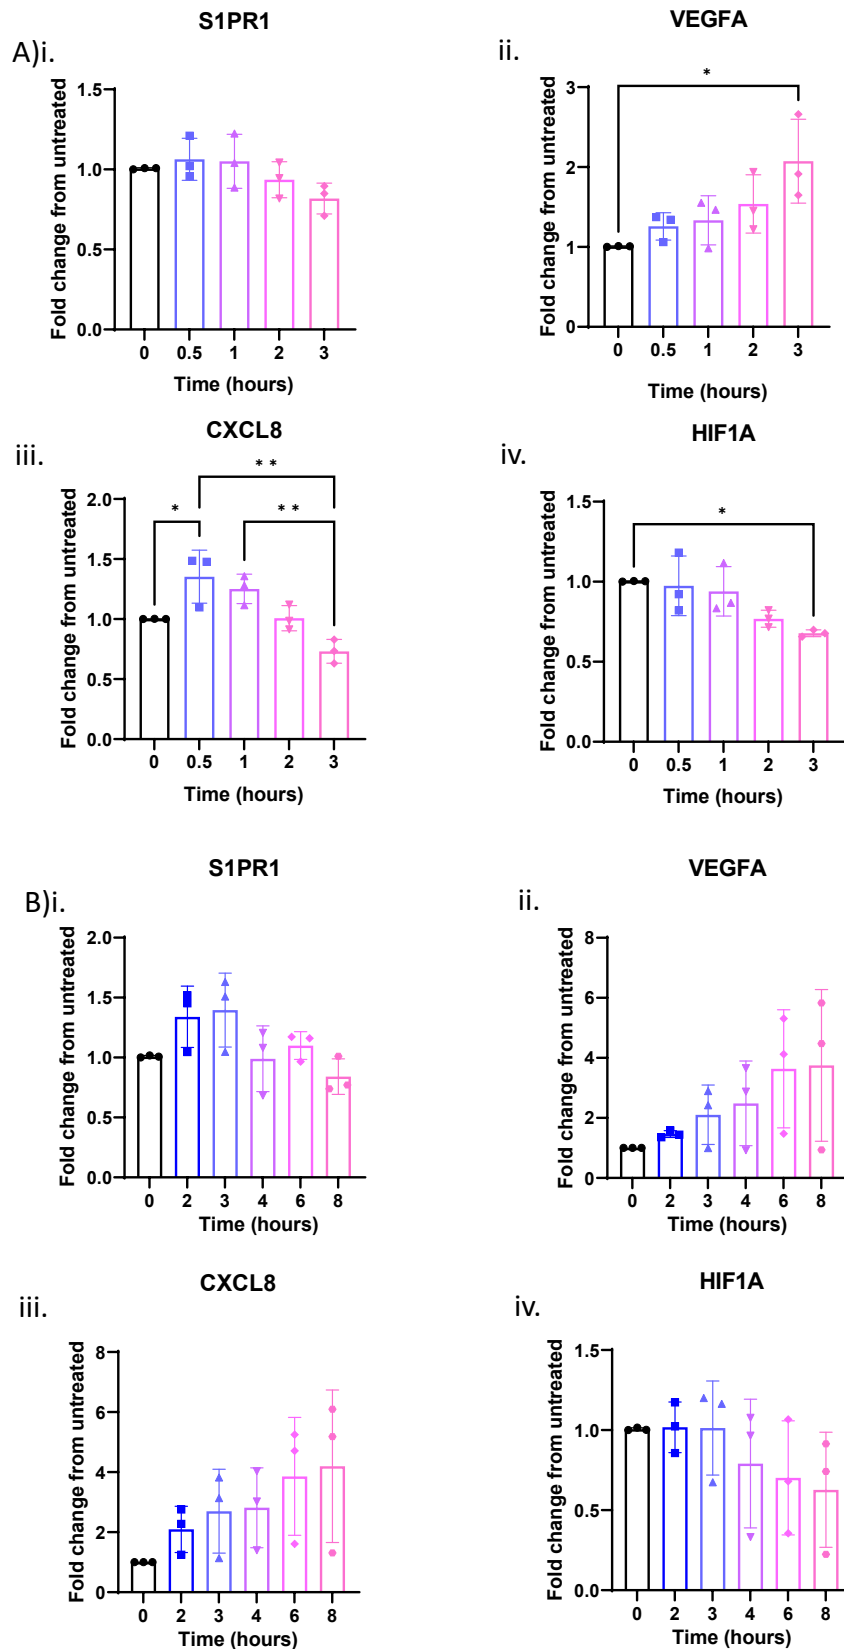 S1PR1
A)i.
Fold change from untreated
1.5
1.0
0.5
0.0
0 0.5 1 2 3
Time (hours)
VEGFA
ii.
Fold change from untreated
*
3
2
1
0
0 0.5 1 2 3
Time (hours)
CXCL8
iii.
Fold change from untreated
**
* **
2.0
1.5
1.0
0.5
0.0
0 0.5 1 2 3
Time (hours)
HIF1A
iv.
Fold change from untreated
*
1.5
1.0
0.5
0.0
0 0.5 1 2 3
Time (hours)
S1PR1
B)i.
Fold change from untreated
2.0
1.5
1.0
0.5
0.0
0 2 3 4 6 8
Time (hours)
VEGFA
ii.
Fold change from untreated
8
6
4
2
0
0 2 3 4 6 8
Time (hours)
CXCL8
iii.
Fold change from untreated
8
6
4
2
0
0 2 3 4 6 8
Time (hours)
HIF1A
iv.
Fold change from untreated
1.5
1.0
0.5
0.0
0 2 3 4 6 8
Time (hours)